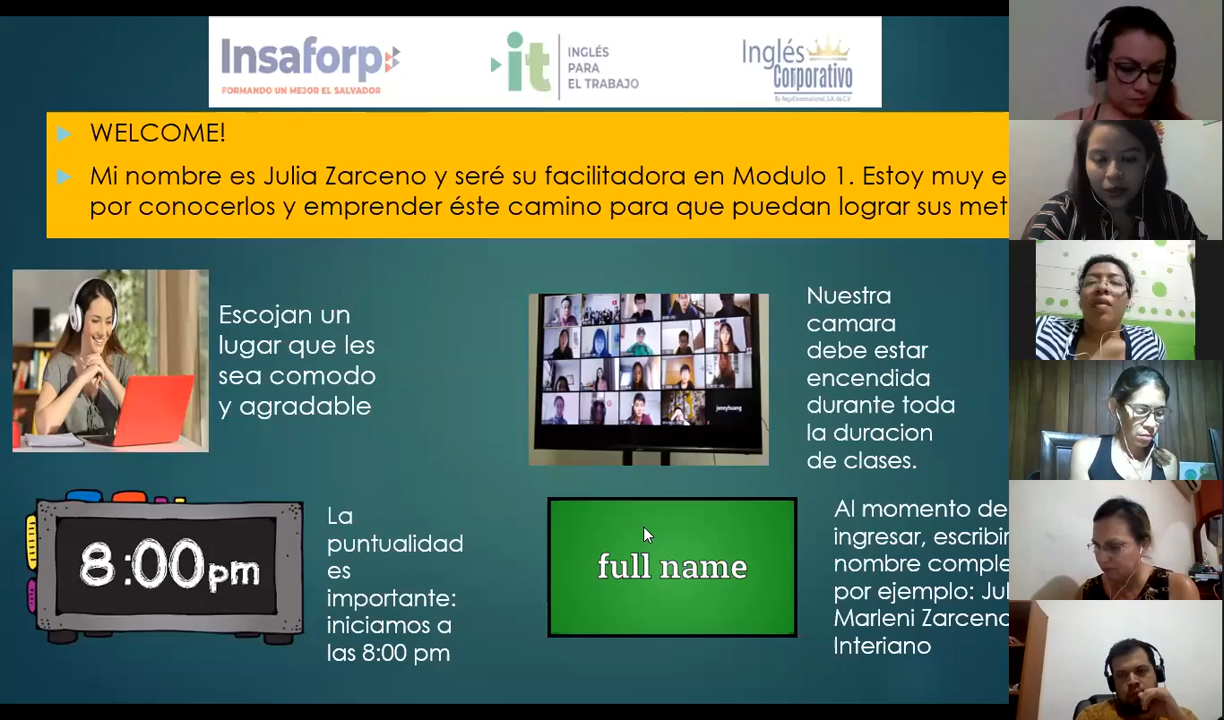 Insaforp
FORMANDO UN MEJOR EL SALVADOR
it
INGLÉS
PARA
EL TRABAJO
Inglés
Corporativo
WELCOME!
Mi nombre es Julia Zarceno y seré su facilitadora en Modulo 1. Estoy muy e
por conocerlos y emprender éste camino para que puedan lograr sus met
Escojan un
lugar que les
sea comodo
y agradable
Nuestra
camara
debe estar
encendida
durante toda
la duracion
de clases.
8:00pm
La
puntualidad
es
importante:
iniciamos a
las 8:00 pm
full name
Al momento de
ingresar, escribir
nombre comple
por ejemplo: Jul
Marleni Zarceno
Interiano